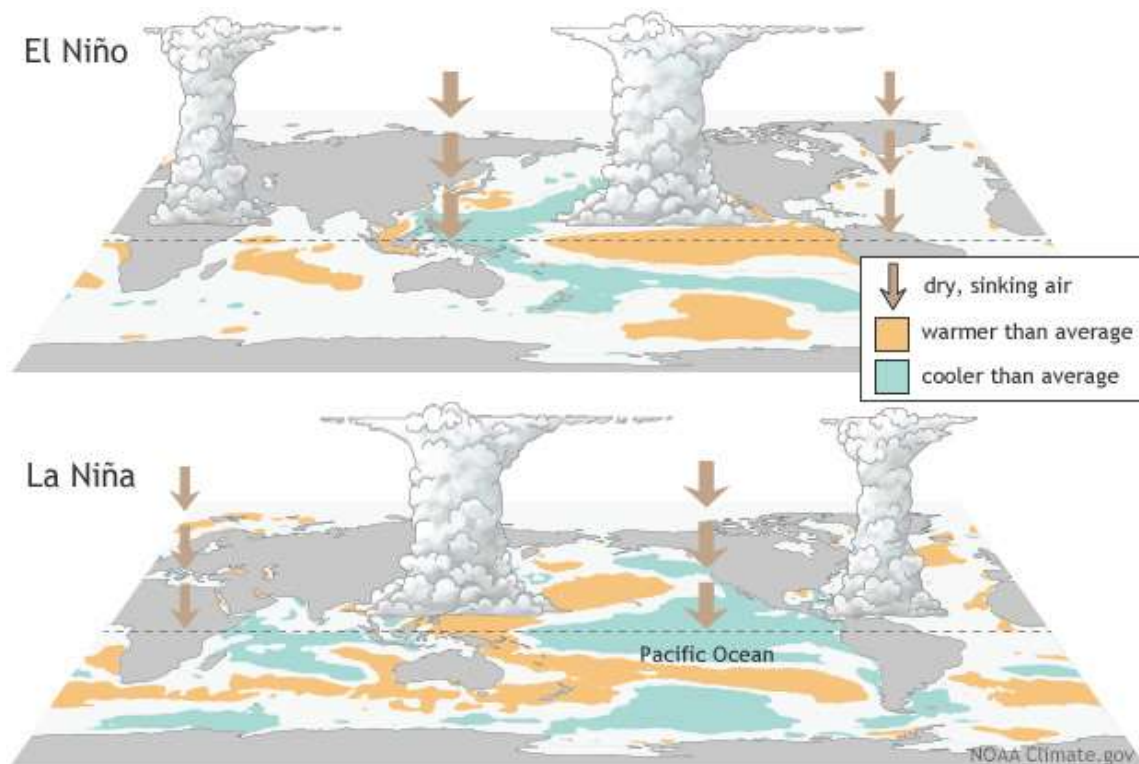 El Niño
dry, sinking air
warmer than average
cooler than average
La Niña
Pacific Ocean
NOAA Climate.gov